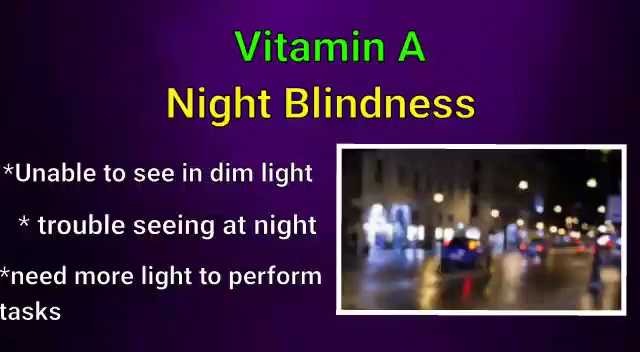 Vitamin A
Night Blindness
*Unable to see in dim light
* trouble seeing at night
*need more light to perform
tasks